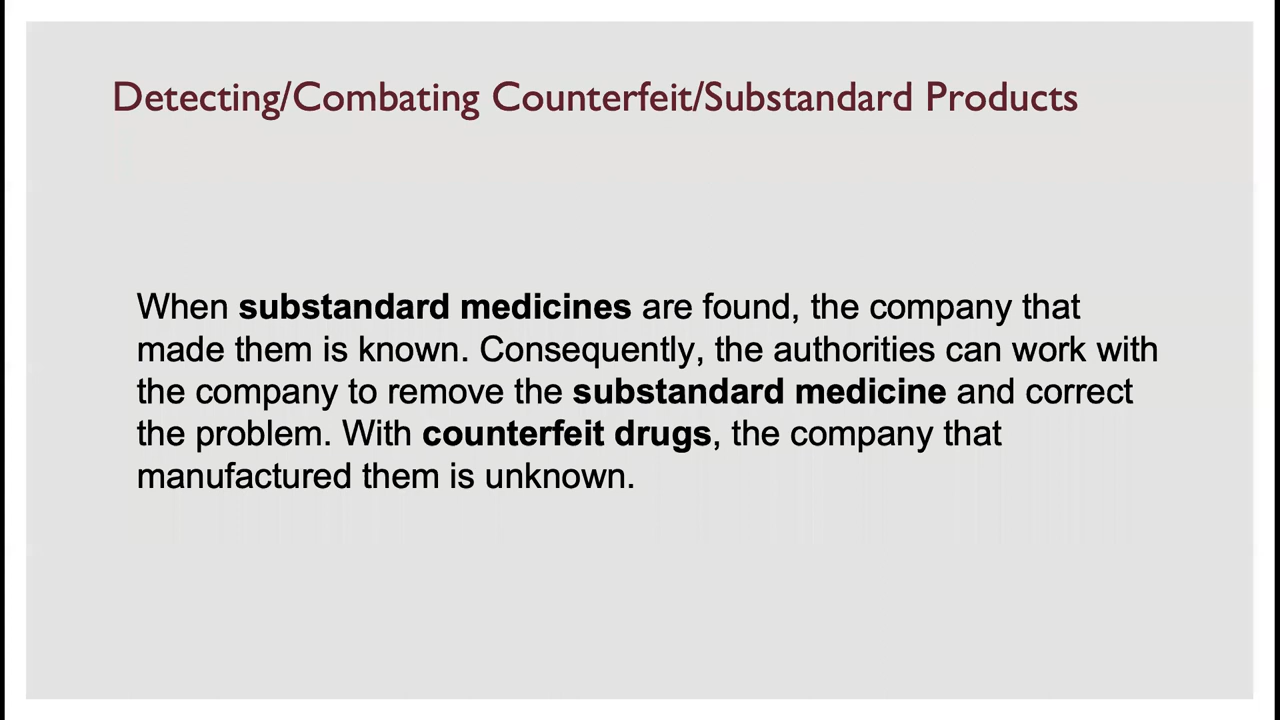 Detecting/Combating Counterfeit/Substandard Products
When substandard medicines are found, the company that
made them is known. Consequently, the authorities can work with
the company to remove the substandard medicine and correct
the problem. With counterfeit drugs, the company that
manufactured them is unknown.